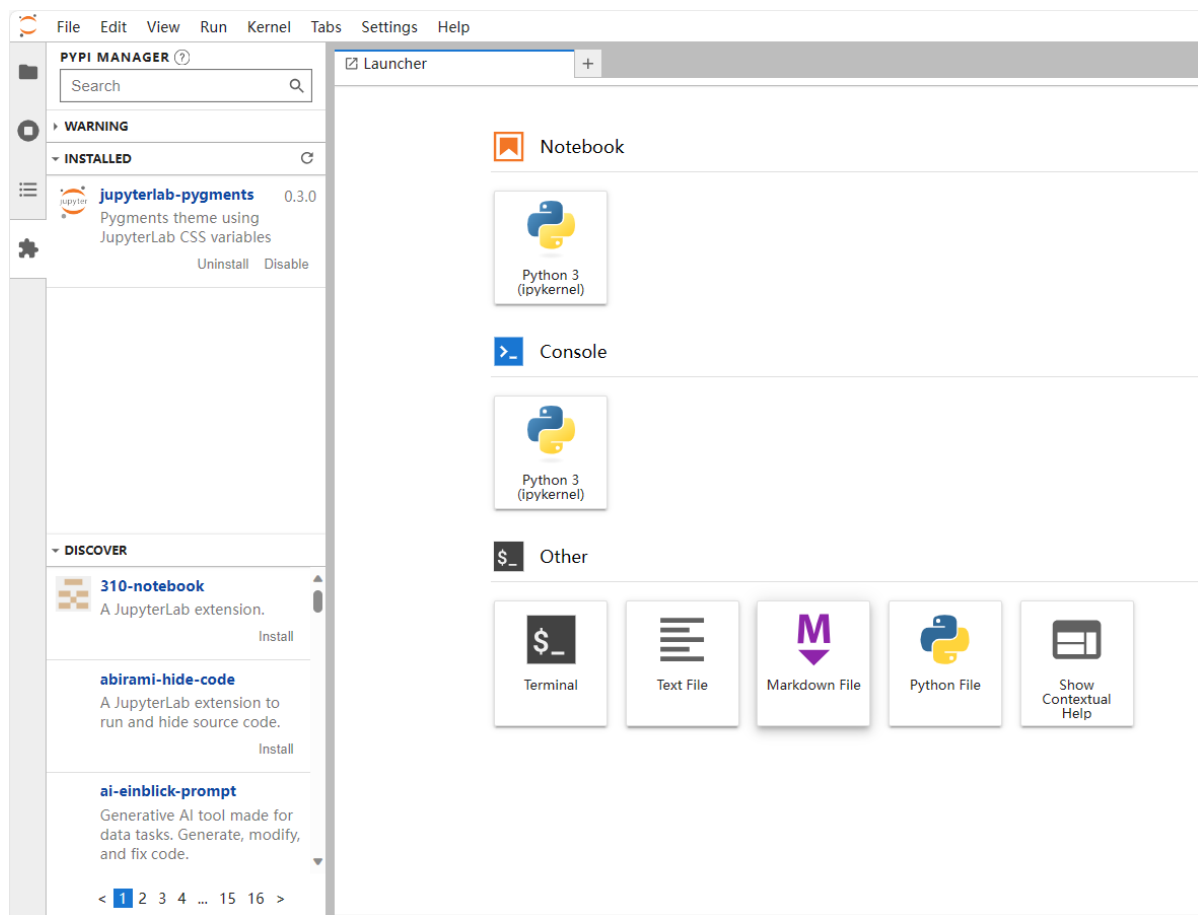 File Edit View Run Kernel Tabs Settings Help
PYPI MANAGER ?
Search
WARNING
INSTALLED
jupyter
jupyterlab-pygments 0.3.0
Pygments theme using
JupyterLab CSS variables
Uninstall Disable
DISCOVER
310-notebook
A JupyterLab extension.
Install
abirami-hide-code
A JupyterLab extension to
run and hide source code.
Install
ai-einblick-prompt
Generative AI tool made for
data tasks. Generate, modify,
and fix code.
< 1 2 3 4 ... 15 16 >
Launcher +
Notebook
Python 3
(ipykernel)
>_ Console
Python 3
(ipykernel)
$_ Other
$_
Terminal
Text File
M
Markdown File
Python File
Show
Contextual
Help